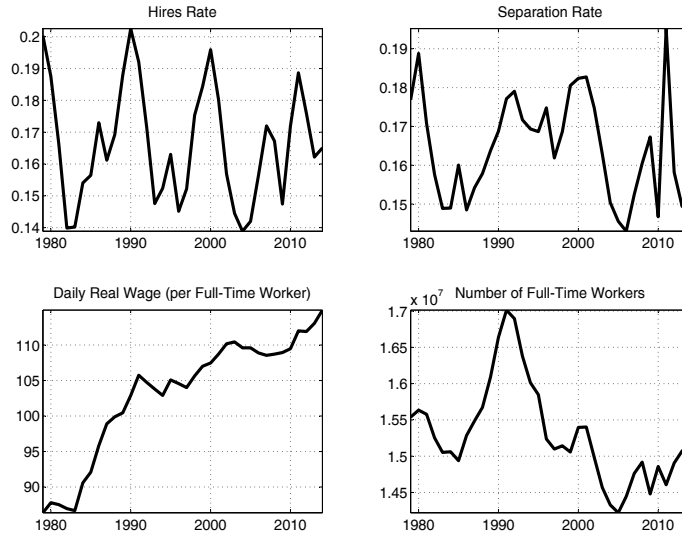 Hires Rate
0.2
0.19
0.18
0.17
0.16
0.15
0.14
1980 1990 2000 2010
Separation Rate
0.19
0.18
0.17
0.16
0.15
1980 1990 2000 2010
Daily Real Wage (per Full-Time Worker)
110
105
100
95
90
1980 1990 2000 2010
Number of Full-Time Workers
x 10^7
1.7
1.65
1.6
1.55
1.5
1.45
1980 1990 2000 2010